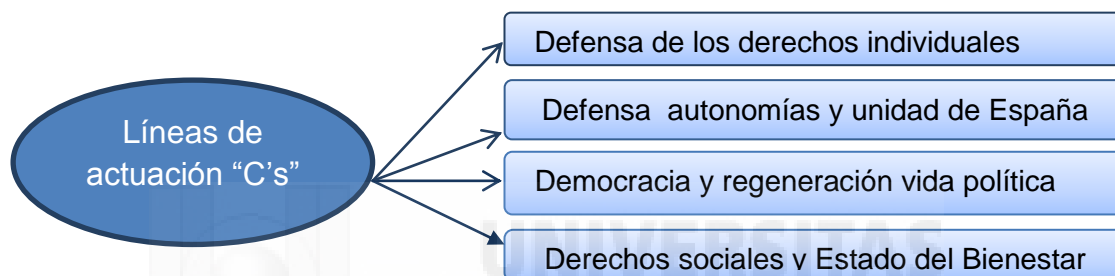 Líneas de
actuación “C’s”
Defensa de los derechos individuales
Defensa autonomías y unidad de España
Democracia y regeneración vida política
Derechos sociales y Estado del Bienestar
UNIVERSITAS